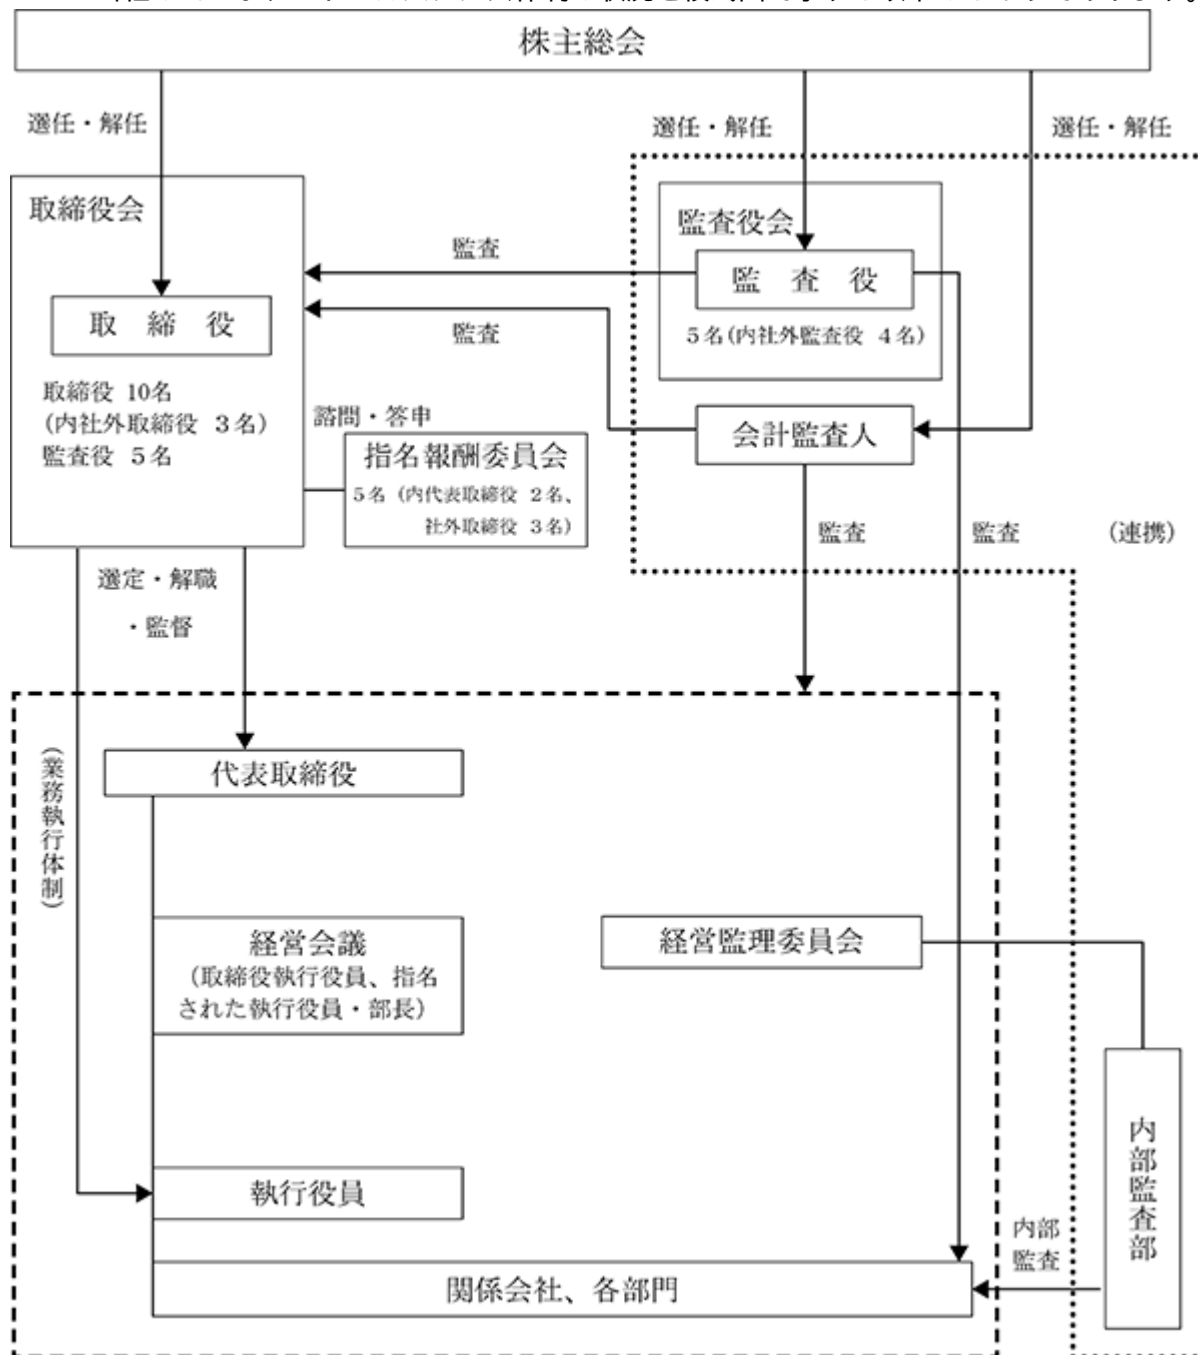 株主総会
選任・解任
選任・解任
選任・解任
取締役会
取 締 役
取締役 10名
(内社外取締役 3名)
監査役 5名
監査
監査
監査役会
監 査 役
5名(内社外監査役 4名)
会計監査人
諮問・答申
指名報酬委員会
5名 (内代表取締役 2名、
社外取締役 3名)
監査
監査
(連携)
選定・解職
・監督
(業務執行体制)
代表取締役
経営会議
(取締役執行役員、指名
された執行役員・部長)
経営監理委員会
執行役員
内部監査部
内部
監査
関係会社、各部門